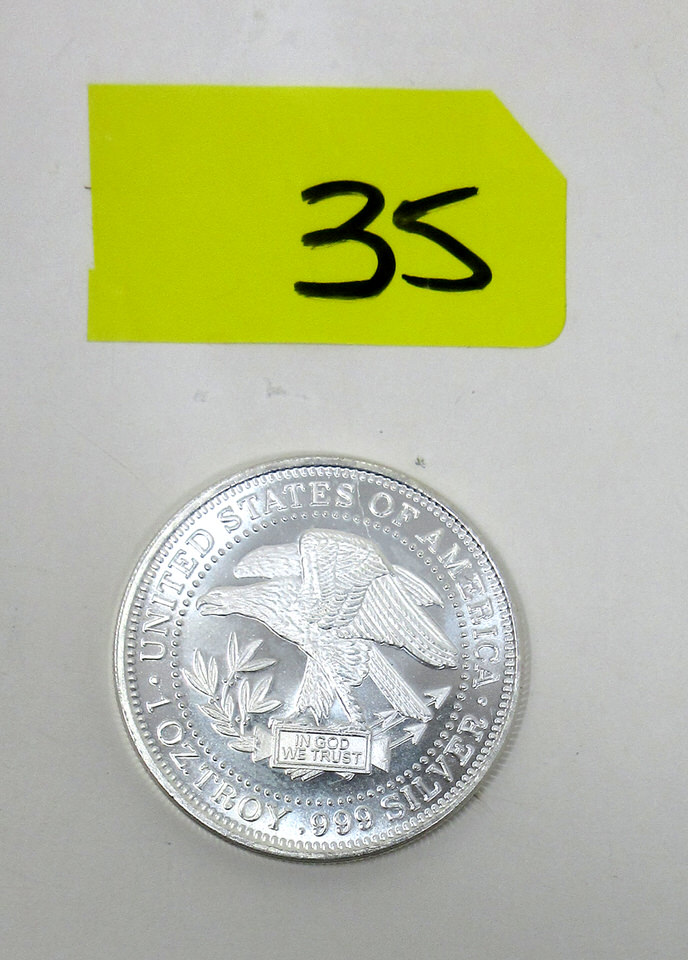 35
· UNITED STATES OF AMERICA ·
IN GOD
WE TRUST
1 OZ. TROY .999 SILVER